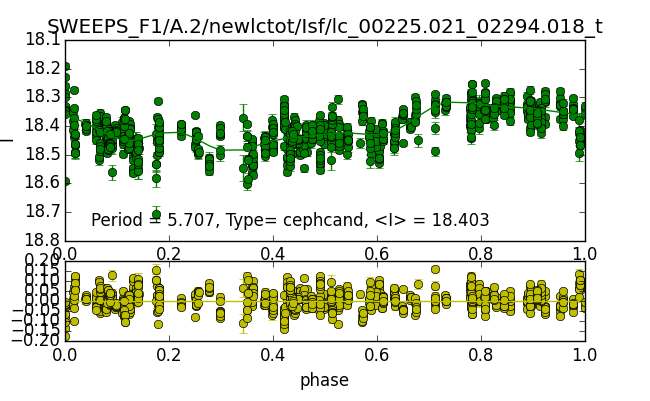 SWEEPS_F1/A.2/newlctot/Isf/lc_00225.021_02294.018_t
18.1
18.2
18.3
18.4
18.5
18.6
18.7
18.8
I
Period = 5.707, Type= cephcand, <I> = 18.403
0.0 0.2 0.4 0.6 0.8 1.0
0.20
0.15
0.10
0.05
0.00
−0.05
−0.10
−0.15
−0.20
0.0 0.2 0.4 0.6 0.8 1.0
phase